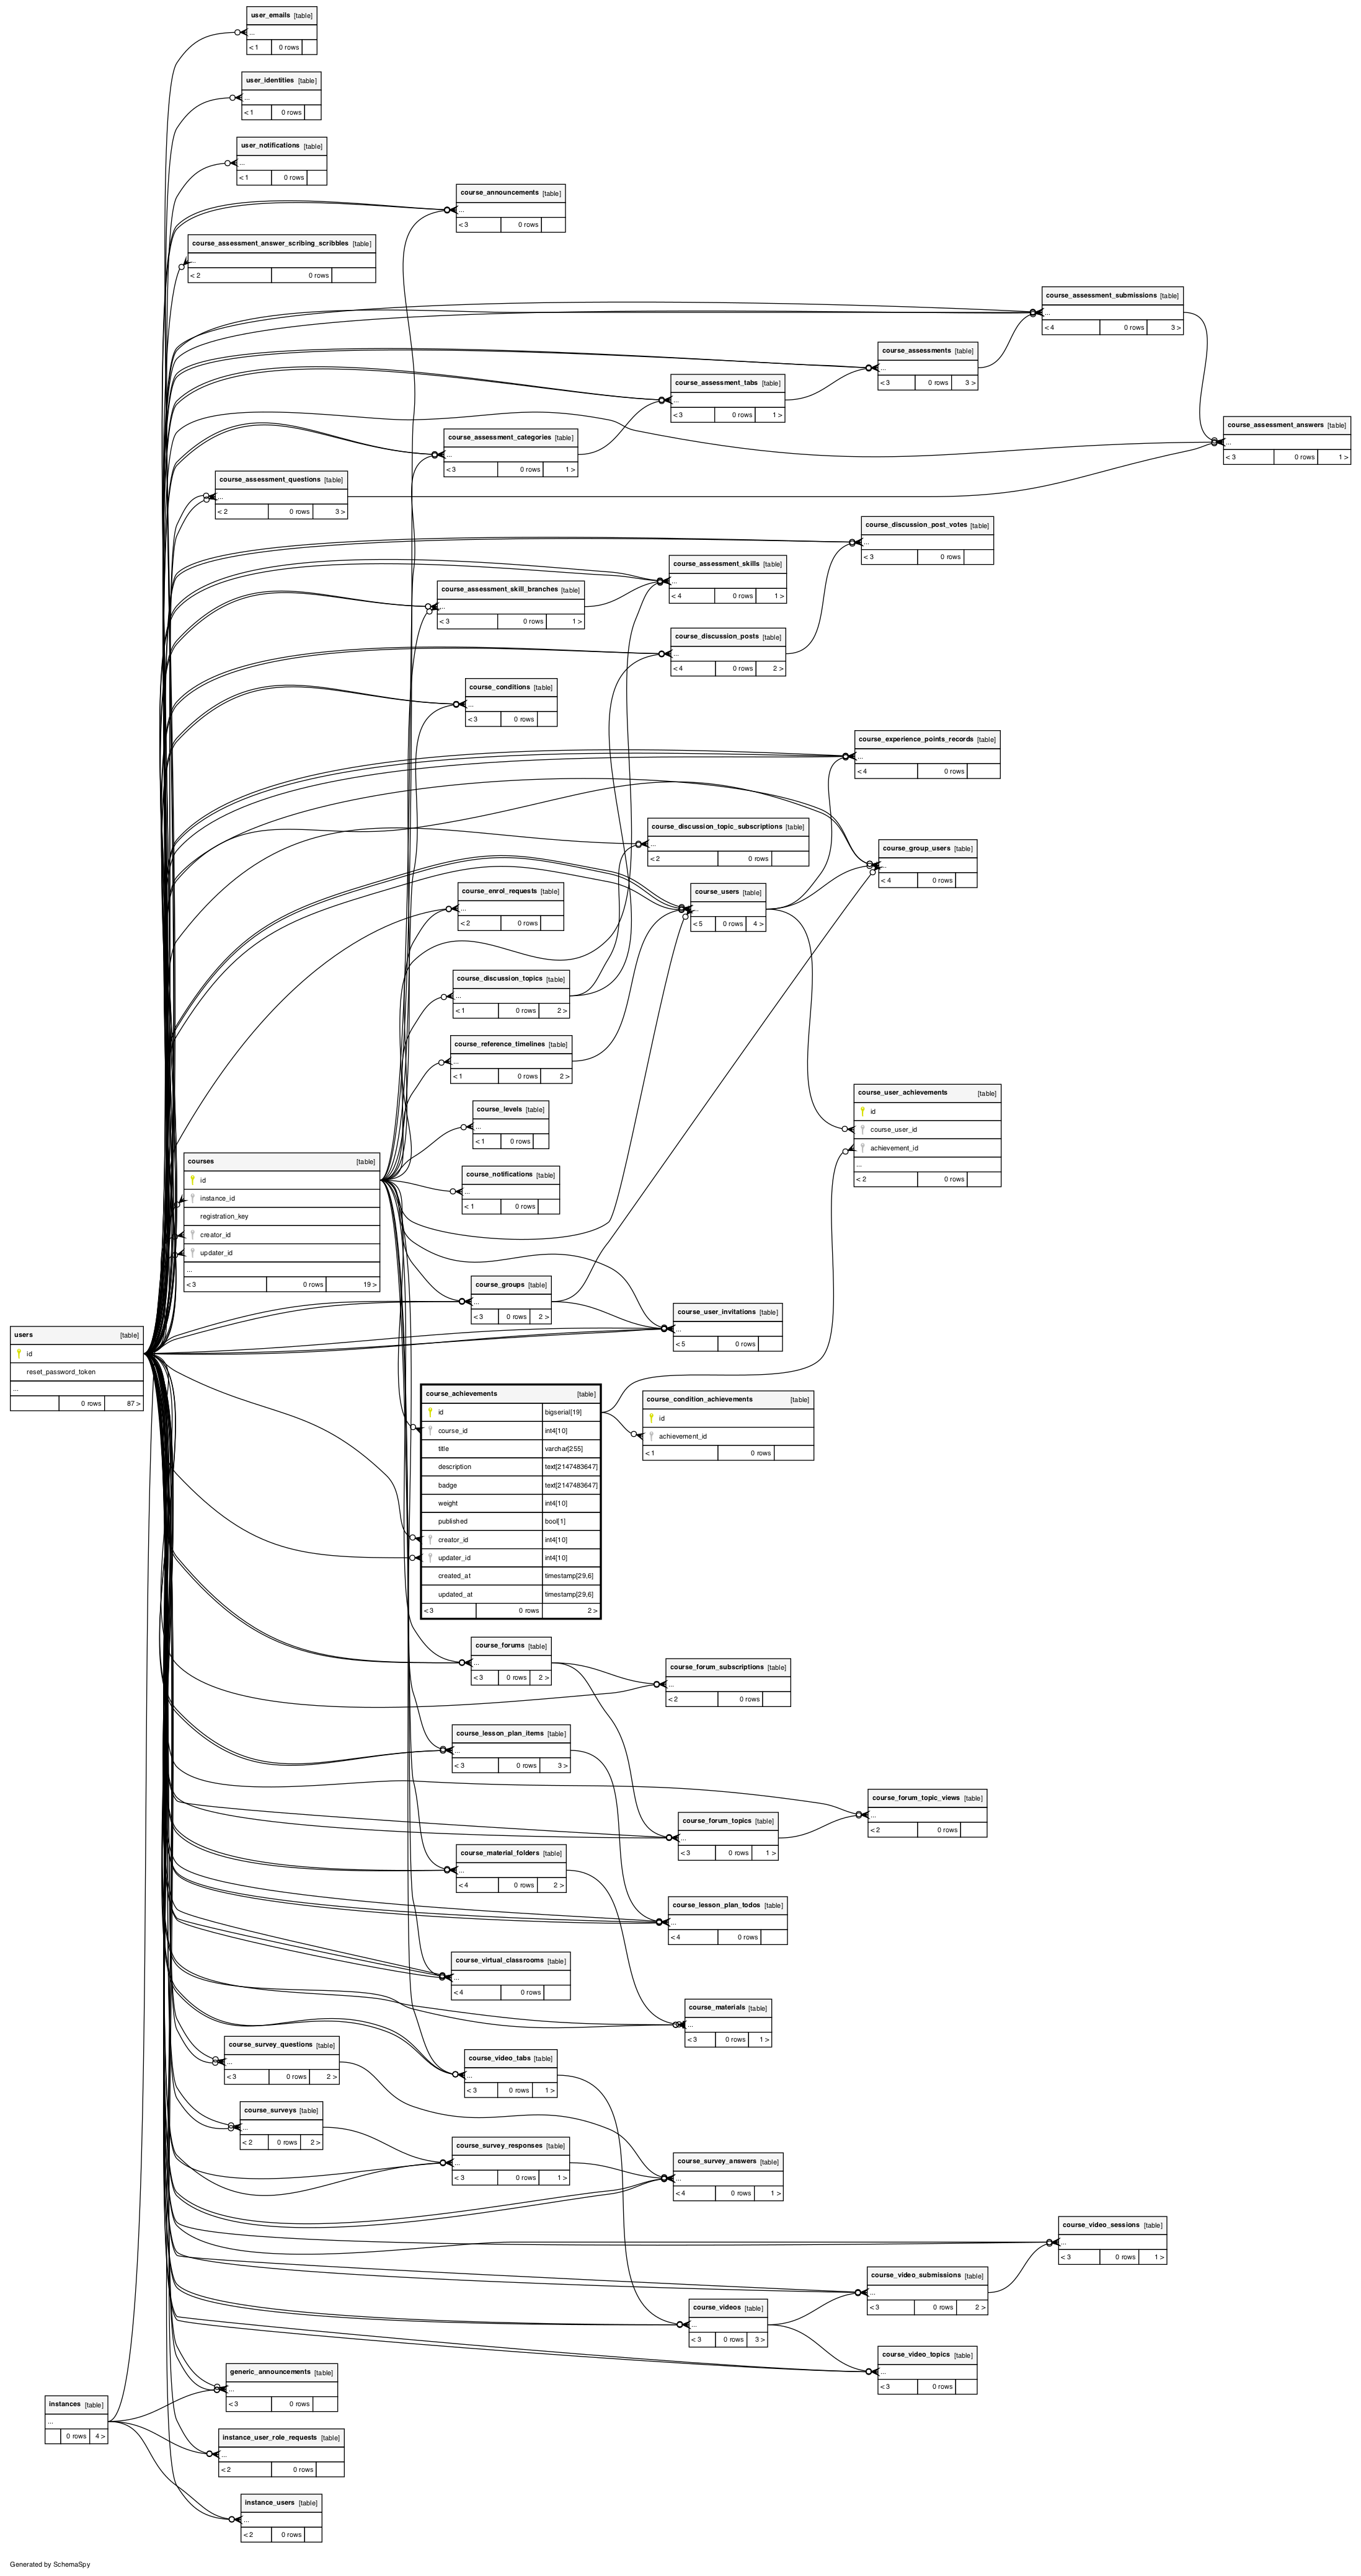 user_emails [table]
...
< 1 0 rows
user_identities [table]
...
< 1 0 rows
user_notifications [table]
...
< 1 0 rows
course_announcements [table]
...
< 3 0 rows
course_assessment_answer_scribing_scribbles [table]
...
< 2 0 rows
course_assessment_submissions [table]
...
< 4 0 rows 3 >
course_assessments [table]
...
< 3 0 rows 3 >
course_assessment_tabs [table]
...
< 3 0 rows 1 >
course_assessment_answers [table]
...
< 3 0 rows 1 >
course_assessment_categories [table]
...
< 3 0 rows 1 >
course_assessment_questions [table]
...
< 2 0 rows 3 >
course_discussion_post_votes [table]
...
< 3 0 rows
course_assessment_skills [table]
...
< 4 0 rows 1 >
course_assessment_skill_branches [table]
...
< 3 0 rows 1 >
course_discussion_posts [table]
...
< 4 0 rows 2 >
course_conditions [table]
...
< 3 0 rows
course_experience_points_records [table]
...
< 4 0 rows
course_discussion_topic_subscriptions [table]
...
< 2 0 rows
course_group_users [table]
...
< 4 0 rows
course_enrol_requests [table]
...
< 2 0 rows
course_users [table]
...
< 5 0 rows 4 >
course_discussion_topics [table]
...
< 1 0 rows 2 >
course_reference_timelines [table]
...
< 1 0 rows 2 >
course_user_achievements [table]
id
course_user_id
achievement_id
...
< 2 0 rows
course_levels [table]
...
< 1 0 rows
courses [table]
id
instance_id
registration_key
creator_id
updater_id
...
< 3 0 rows 19 >
course_notifications [table]
...
< 1 0 rows
course_groups [table]
...
< 3 0 rows 2 >
course_user_invitations [table]
...
< 5 0 rows
users [table]
id
reset_password_token
...
0 rows 87 >
course_achievements [table]
id bigserial[19]
course_id int4[10]
title varchar[255]
description text[2147483647]
badge text[2147483647]
weight int4[10]
published bool[1]
creator_id int4[10]
updater_id int4[10]
created_at timestamp[29,6]
updated_at timestamp[29,6]
< 3 0 rows 2 >
course_condition_achievements [table]
id
achievement_id
< 1 0 rows
course_forums [table]
...
< 3 0 rows 2 >
course_forum_subscriptions [table]
...
< 2 0 rows
course_lesson_plan_items [table]
...
< 3 0 rows 3 >
course_forum_topic_views [table]
...
< 2 0 rows
course_forum_topics [table]
...
< 3 0 rows 1 >
course_material_folders [table]
...
< 4 0 rows 2 >
course_lesson_plan_todos [table]
...
< 4 0 rows
course_virtual_classrooms [table]
...
< 4 0 rows
course_materials [table]
...
< 3 0 rows 1 >
course_survey_questions [table]
...
< 3 0 rows 2 >
course_video_tabs [table]
...
< 3 0 rows 1 >
course_surveys [table]
...
< 2 0 rows 2 >
course_survey_responses [table]
...
< 3 0 rows 1 >
course_survey_answers [table]
...
< 4 0 rows 1 >
course_video_sessions [table]
...
< 3 0 rows 1 >
course_video_submissions [table]
...
< 3 0 rows 2 >
course_videos [table]
...
< 3 0 rows 3 >
course_video_topics [table]
...
< 3 0 rows
generic_announcements [table]
...
< 3 0 rows
instances [table]
...
0 rows 4 >
instance_user_role_requests [table]
...
< 2 0 rows
instance_users [table]
...
< 2 0 rows
Generated by SchemaSpy